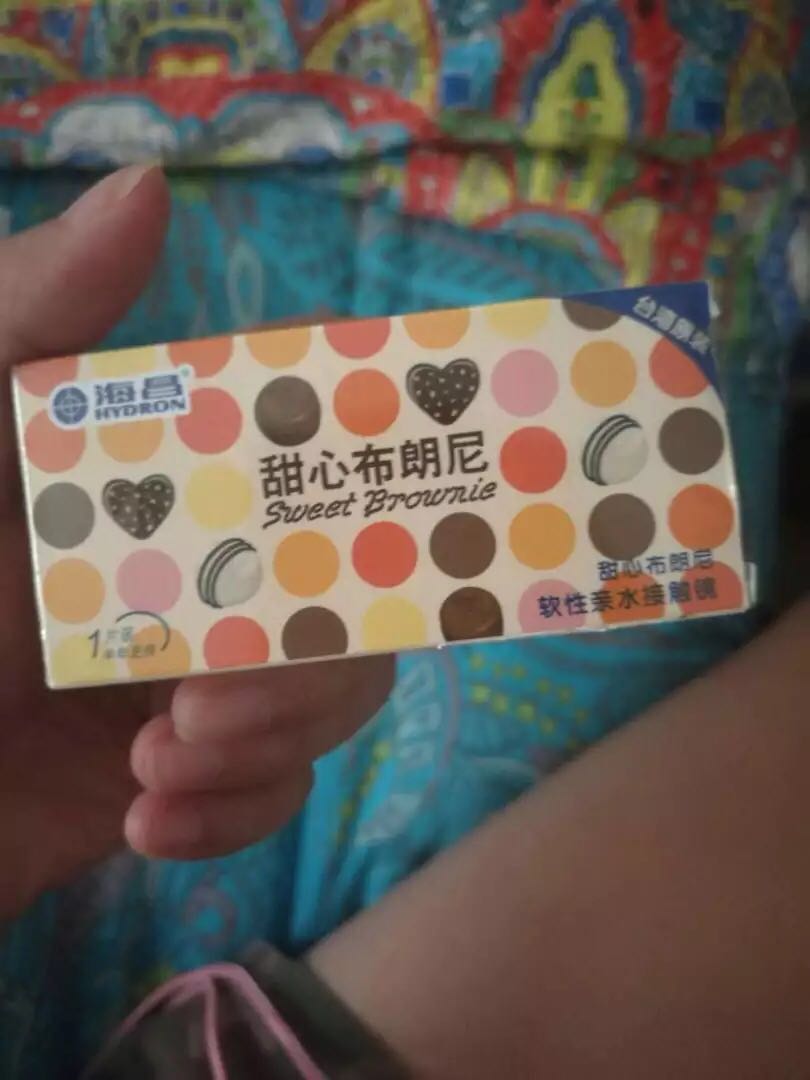 台湾原装
海昌®
HYDRON
甜心布朗尼
Sweet Brownie
甜心布朗尼
软性亲水接触镜
1片装